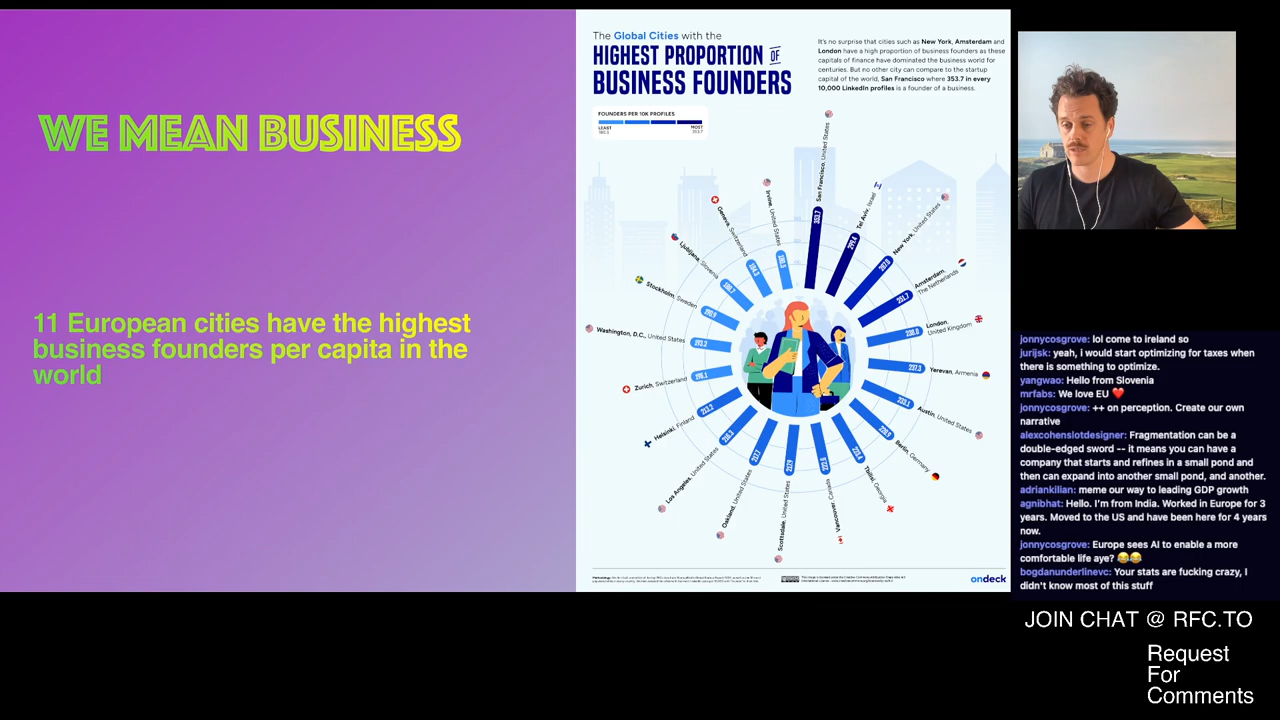 WE MEAN BUSINESS
11 European cities have the highest
business founders per capita in the
world
The Global Cities with the
HIGHEST PROPORTION OF
BUSINESS FOUNDERS
It's no surprise that cities such as New York, Amsterdam and
London have a high proportion of business founders as these
capitals of finance have dominated the business world for
centuries. But no other city can compare to the startup
capital of the world, San Francisco where 353.7 in every
10,000 LinkedIn profiles is a founder of a business.
FOUNDERS PER 10K PROFILES
LEAST
MOST
353.7
San Francisco, United States
353.7
Tel Aviv, Israel
New York, United States
Amsterdam,
The Netherlands
251.7
London,
United Kingdom
Yerevan, Armenia
237.3
Austin, United States
Berlin, Germany
Tbilisi, Georgia
Vancouver, Canada
Scottsdale, United States
Oakland, United States
Los Angeles, United States
Helsinki, Finland
213.2
Zurich, Switzerland
Washington, D.C., United States
193.2
Stockholm, Sweden
Ljubljana, Slovenia
Geneva, Switzerland
Irvine, United States
ondeck
jonnycosgrove: lol come to ireland so
jurijsk: yeah, i would start optimizing for taxes when
there is something to optimize.
yangwao: Hello from Slovenia
mrfabs: We love EU ❤️
jonnycosgrove: ++ on perception. Create our own
narrative
alexcohenslotdesigner: Fragmentation can be a
double-edged sword -- it means you can have a
company that starts and refines in a small pond and
then can expand into another small pond, and another.
adriankilian: meme our way to leading GDP growth
agnibhat: Hello. I'm from India. Worked in Europe for 3
years. Moved to the US and have been here for 4 years
now.
jonnycosgrove: Europe sees AI to enable a more
comfortable life aye? 😂😂
bogdanunderlinevc: Your stats are fucking crazy, I
didn't know most of this stuff
JOIN CHAT @ RFC.TO
Request
For
Comments